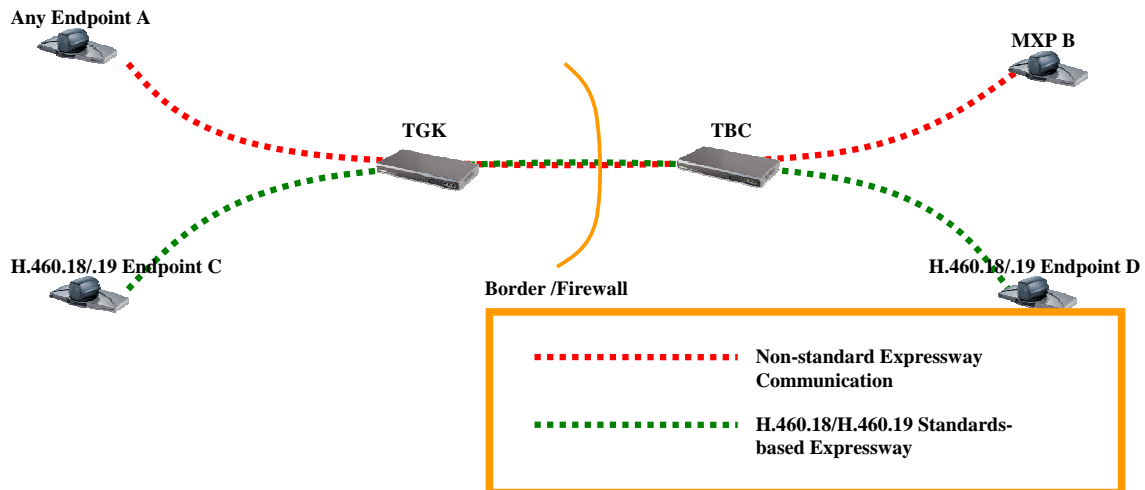 Any Endpoint A
MXP B
TGK
TBC
H.460.18/.19 Endpoint C
H.460.18/.19 Endpoint D
Border /Firewall
Non-standard Expressway
Communication
H.460.18/H.460.19 Standards-
based Expressway